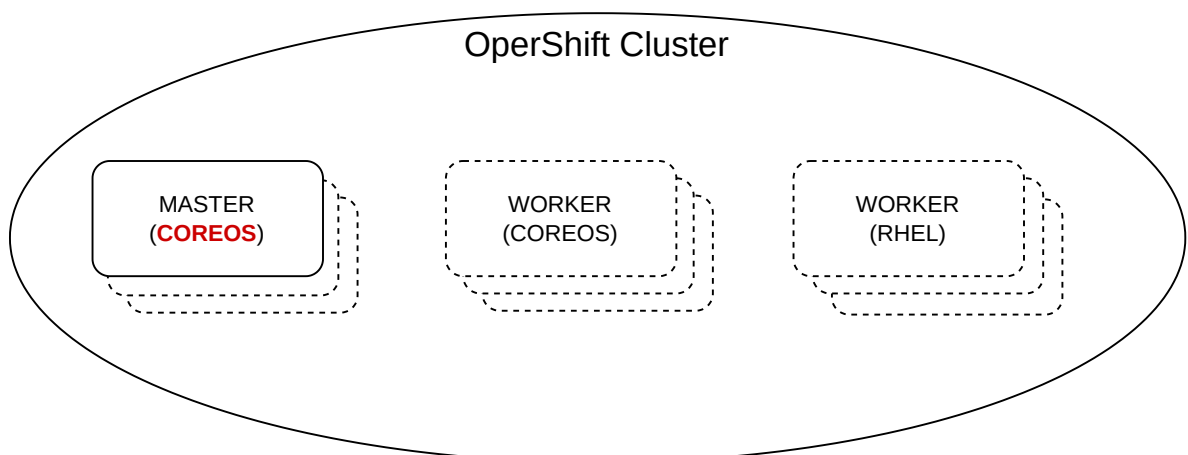 OperShift Cluster
MASTER
(COREOS)
WORKER
(COREOS)
WORKER
(RHEL)